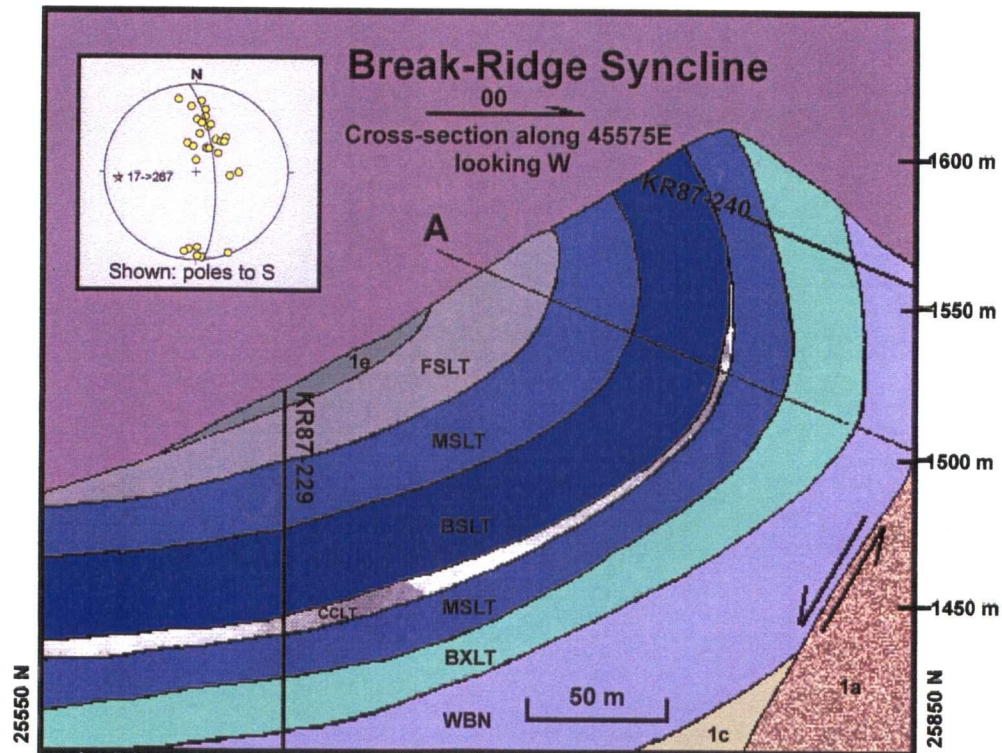 Break-Ridge Syncline
00
Cross-section along 45575E
looking W
N
17->267
Shown: poles to S
1600 m
KR87-240
A
1550 m
1e
FSLT
KR87-229
MSLT
1500 m
BSLT
CCLT
MSLT
1450 m
BXLT
50 m
1a
WBN
1c
25550 N
25850 N